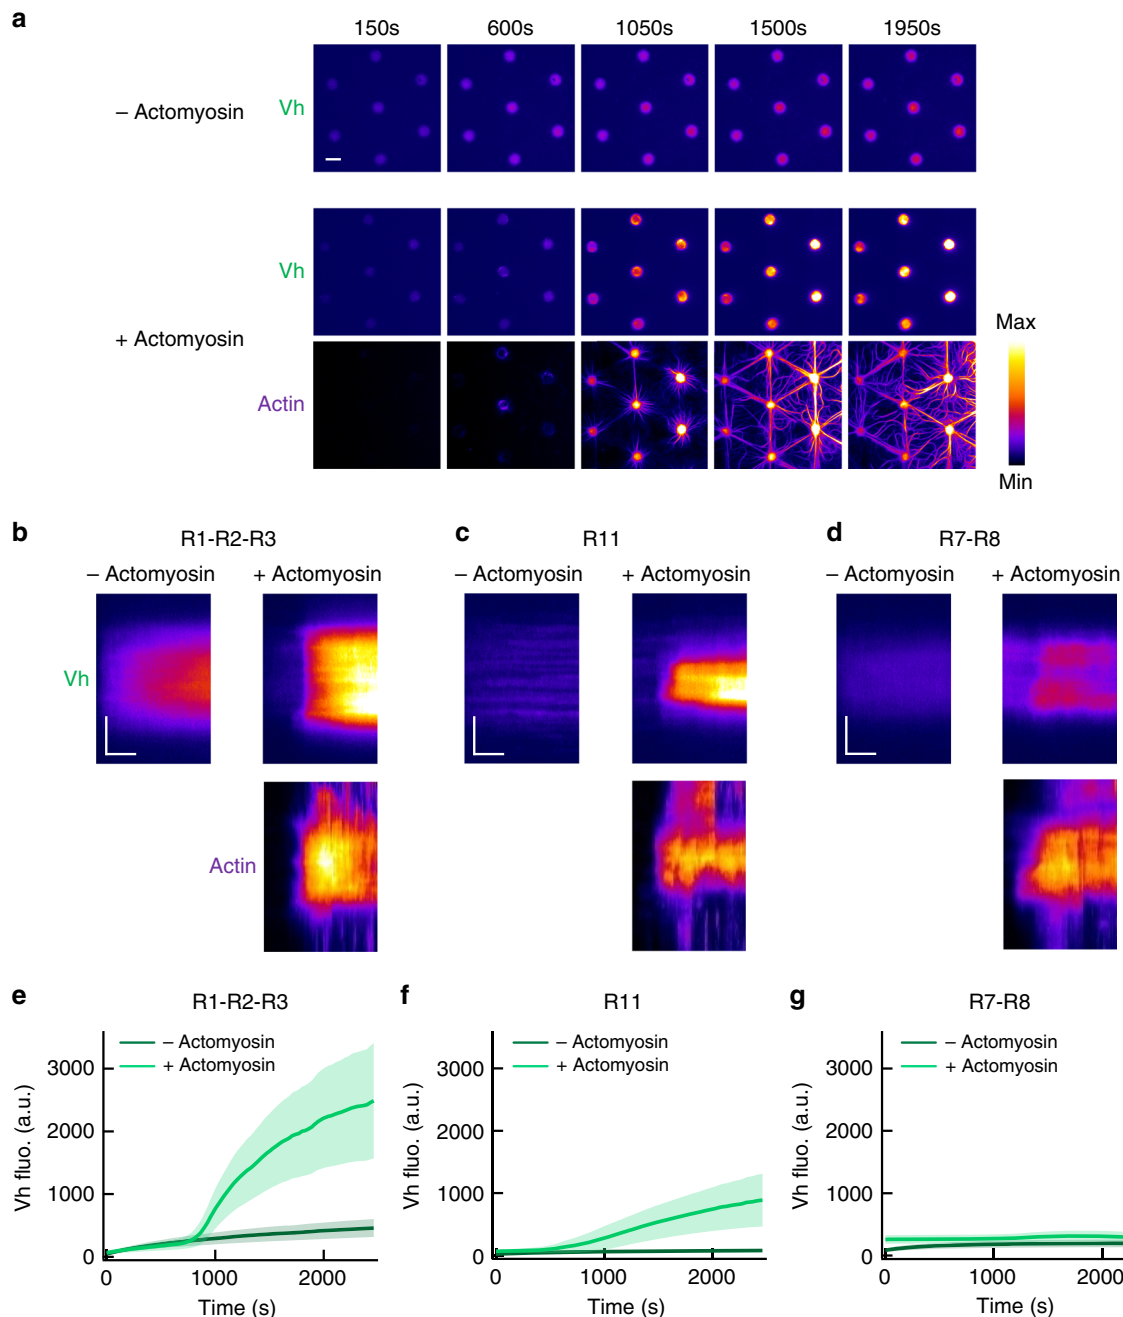 a
150s 600s 1050s 1500s 1950s
– Actomyosin Vh
+ Actomyosin Vh
Actin
Max
Min
b R1-R2-R3
– Actomyosin + Actomyosin
Vh
Actin
c R11
– Actomyosin + Actomyosin
d R7-R8
– Actomyosin + Actomyosin
e R1-R2-R3
– Actomyosin
+ Actomyosin
Vh fluo. (a.u.)
3000
2000
1000
0
0 1000 2000
Time (s)
f R11
– Actomyosin
+ Actomyosin
Vh fluo. (a.u.)
3000
2000
1000
0
0 1000 2000
Time (s)
g R7-R8
– Actomyosin
+ Actomyosin
Vh fluo. (a.u.)
3000
2000
1000
0
0 1000 2000
Time (s)